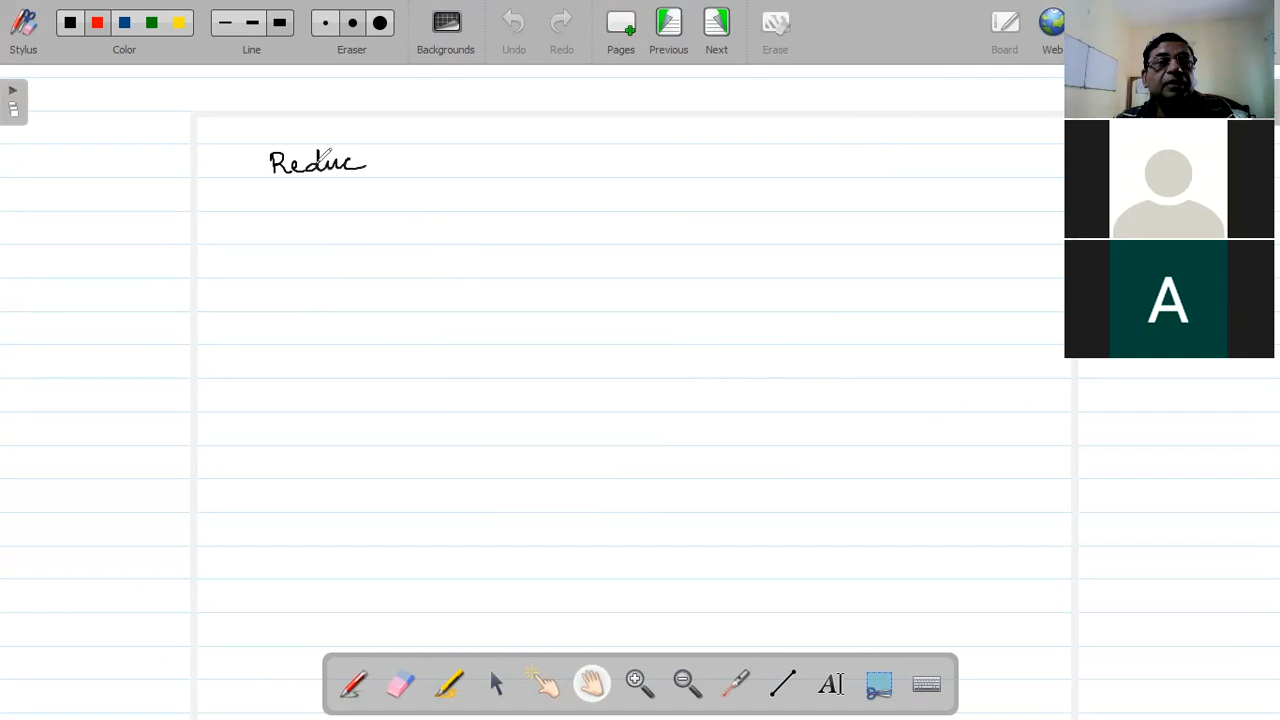 Stylus Color Line Eraser Backgrounds Undo Redo Pages Previous Next Erase Board Web
Reduc
A